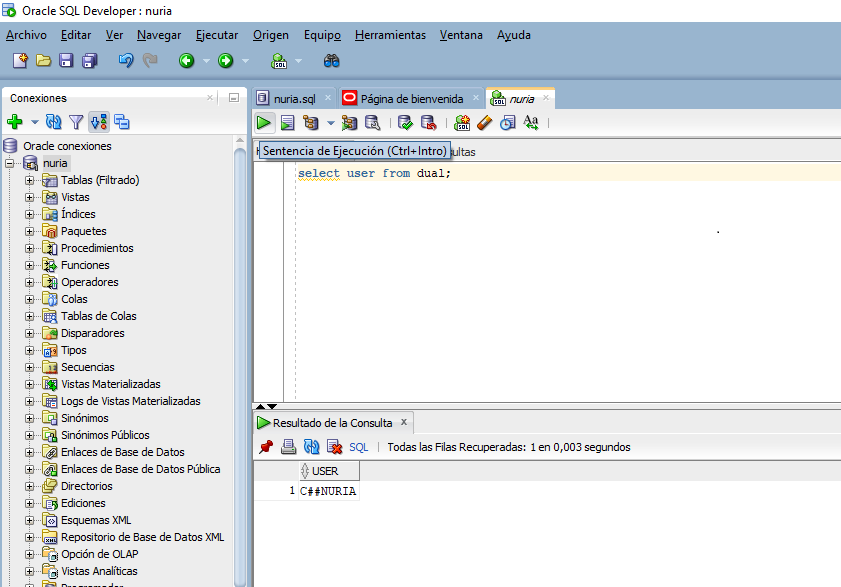 Oracle SQL Developer : nuria
Archivo Editar Ver Navegar Ejecutar Origen Equipo Herramientas Ventana Ayuda
Conexiones
nuria.sql
Página de bienvenida
nuria
Sentencia de Ejecución (Ctrl+Intro)
ultas
select user from dual;
Oracle conexiones
nuria
Tablas (Filtrado)
Vistas
Índices
Paquetes
Procedimientos
Funciones
Operadores
Colas
Tablas de Colas
Disparadores
Tipos
Secuencias
Vistas Materializadas
Logs de Vistas Materializadas
Sinónimos
Sinónimos Públicos
Enlaces de Base de Datos
Enlaces de Base de Datos Pública
Directorios
Ediciones
Esquemas XML
Repositorio de Base de Datos XML
Opción de OLAP
Vistas Analíticas
Resultado de la Consulta
SQL | Todas las Filas Recuperadas: 1 en 0,003 segundos
USER
1 C##NURIA